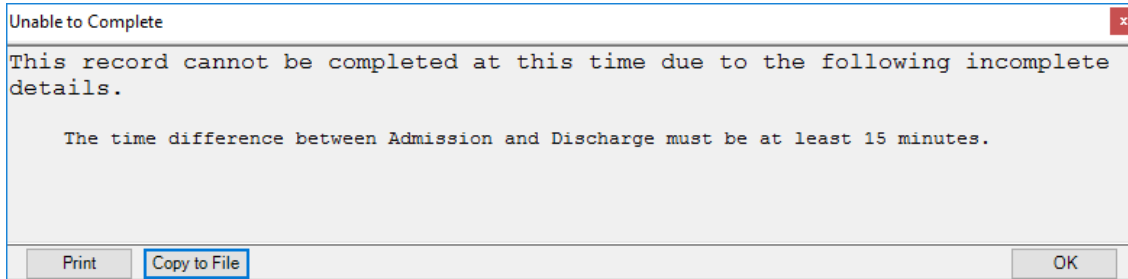 Unable to Complete
x
This record cannot be completed at this time due to the following incomplete
details.
The time difference between Admission and Discharge must be at least 15 minutes.
Print Copy to File OK